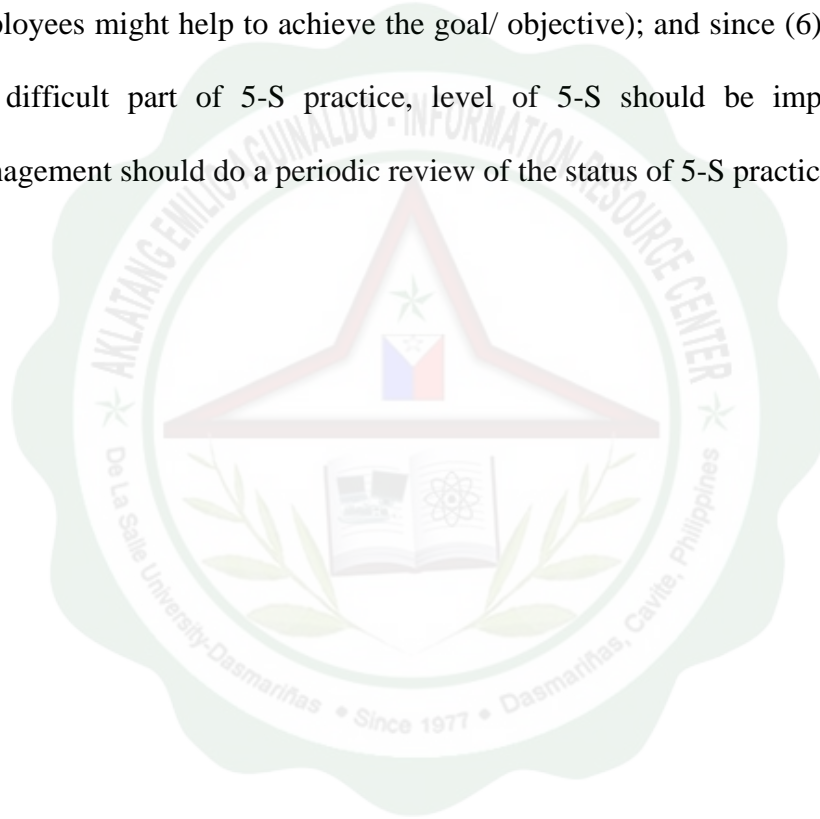 ployees might help to achieve the goal/ objective); and since (6)
difficult part of 5-S practice, level of 5-S should be imp
nagement should do a periodic review of the status of 5-S practic
AKLATANG EMILIO AGUINALDO - INFORMATION RESOURCE CENTER
De La Salle University-Dasmariñas • Since 1977 • Dasmariñas, Cavite, Philippines